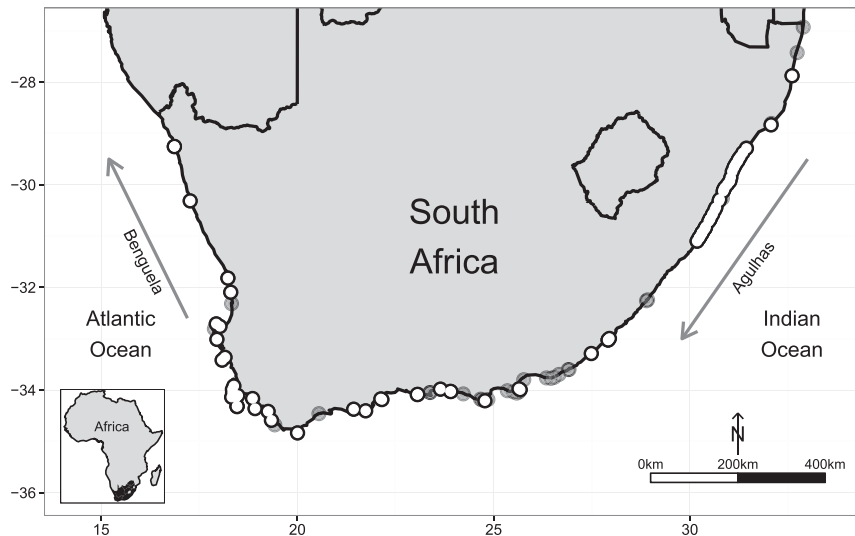 −28
−30
−32
−34
−36
15
20
25
30
South
Africa
Benguela
Agulhas
Atlantic
Ocean
Indian
Ocean
Africa
N
0km 200km 400km